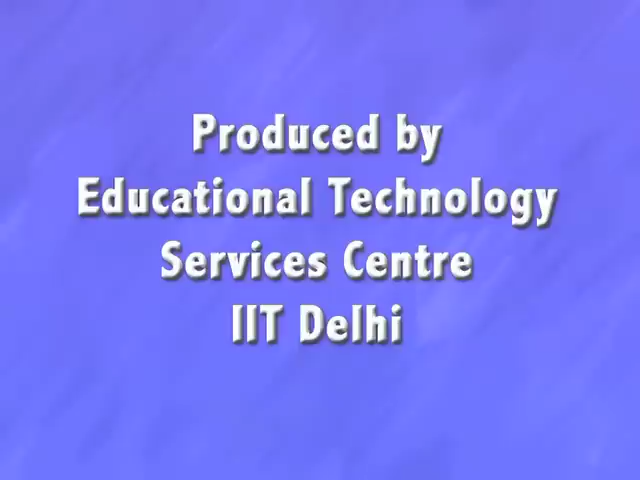 Produced by
Educational Technology
Services Centre
IIT Delhi